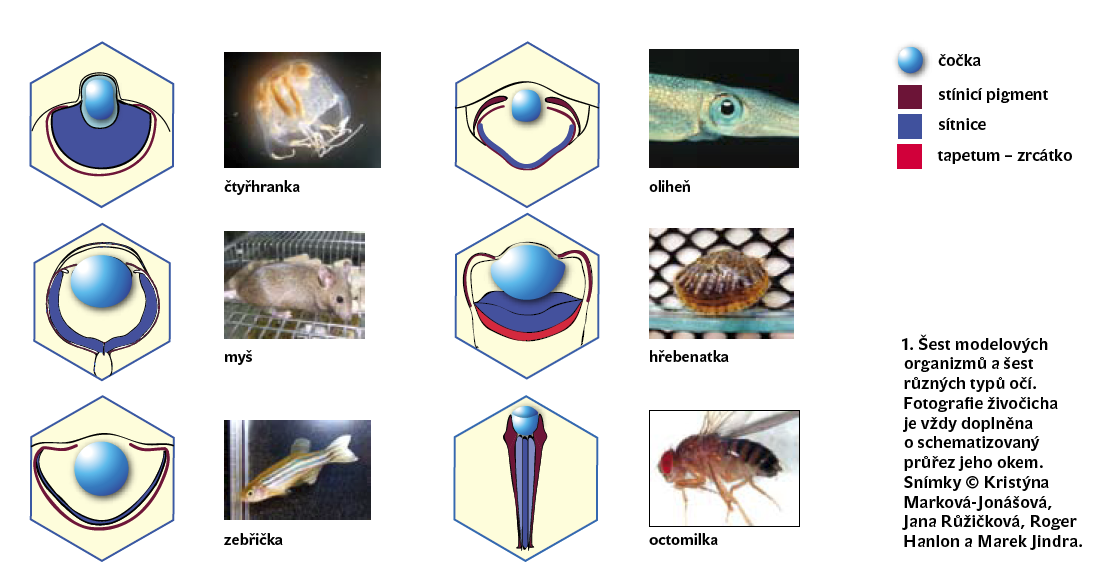 čtyřhranka
oliheň
čočka
stínicí pigment
sítnice
tapetum – zrcátko
myš
hřebenatka
zebřička
octomilka
1. Šest modelových
organizmů a šest
různých typů očí.
Fotografie živočicha
je vždy doplněna
o schematizovaný
průřez jeho okem.
Snímky © Kristýna
Marková-Jonášová,
Jana Růžičková, Roger
Hanlon a Marek Jindra.